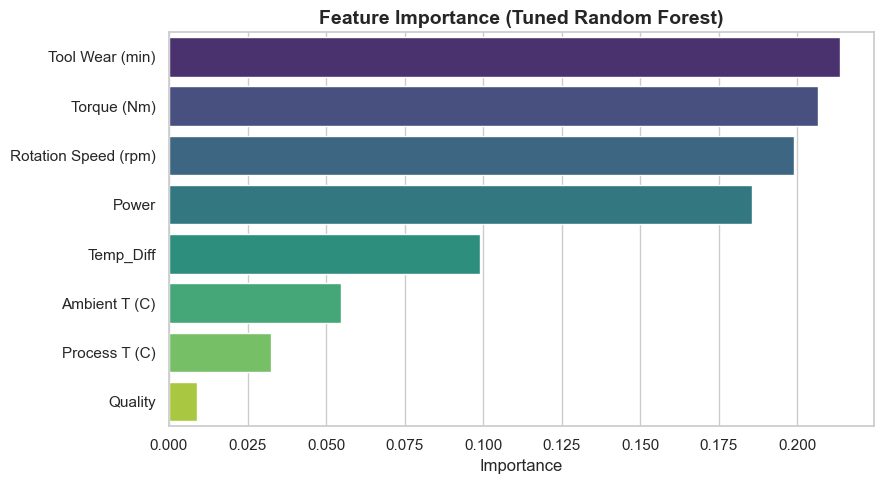 Feature Importance (Tuned Random Forest)
Tool Wear (min)
Torque (Nm)
Rotation Speed (rpm)
Power
Temp_Diff
Ambient T (C)
Process T (C)
Quality
0.000 0.025 0.050 0.075 0.100 0.125 0.150 0.175 0.200
Importance